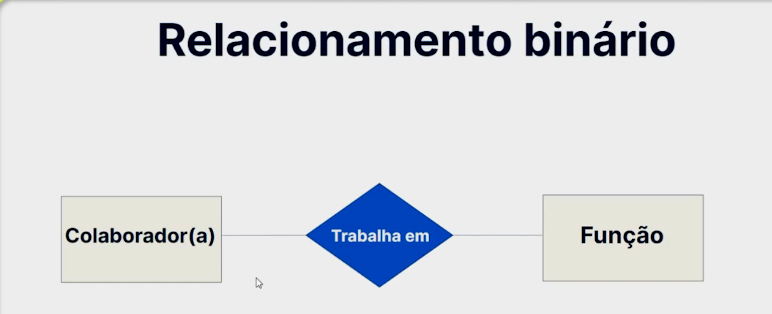 Relacionamento binário
Colaborador(a)
Trabalha em
Função